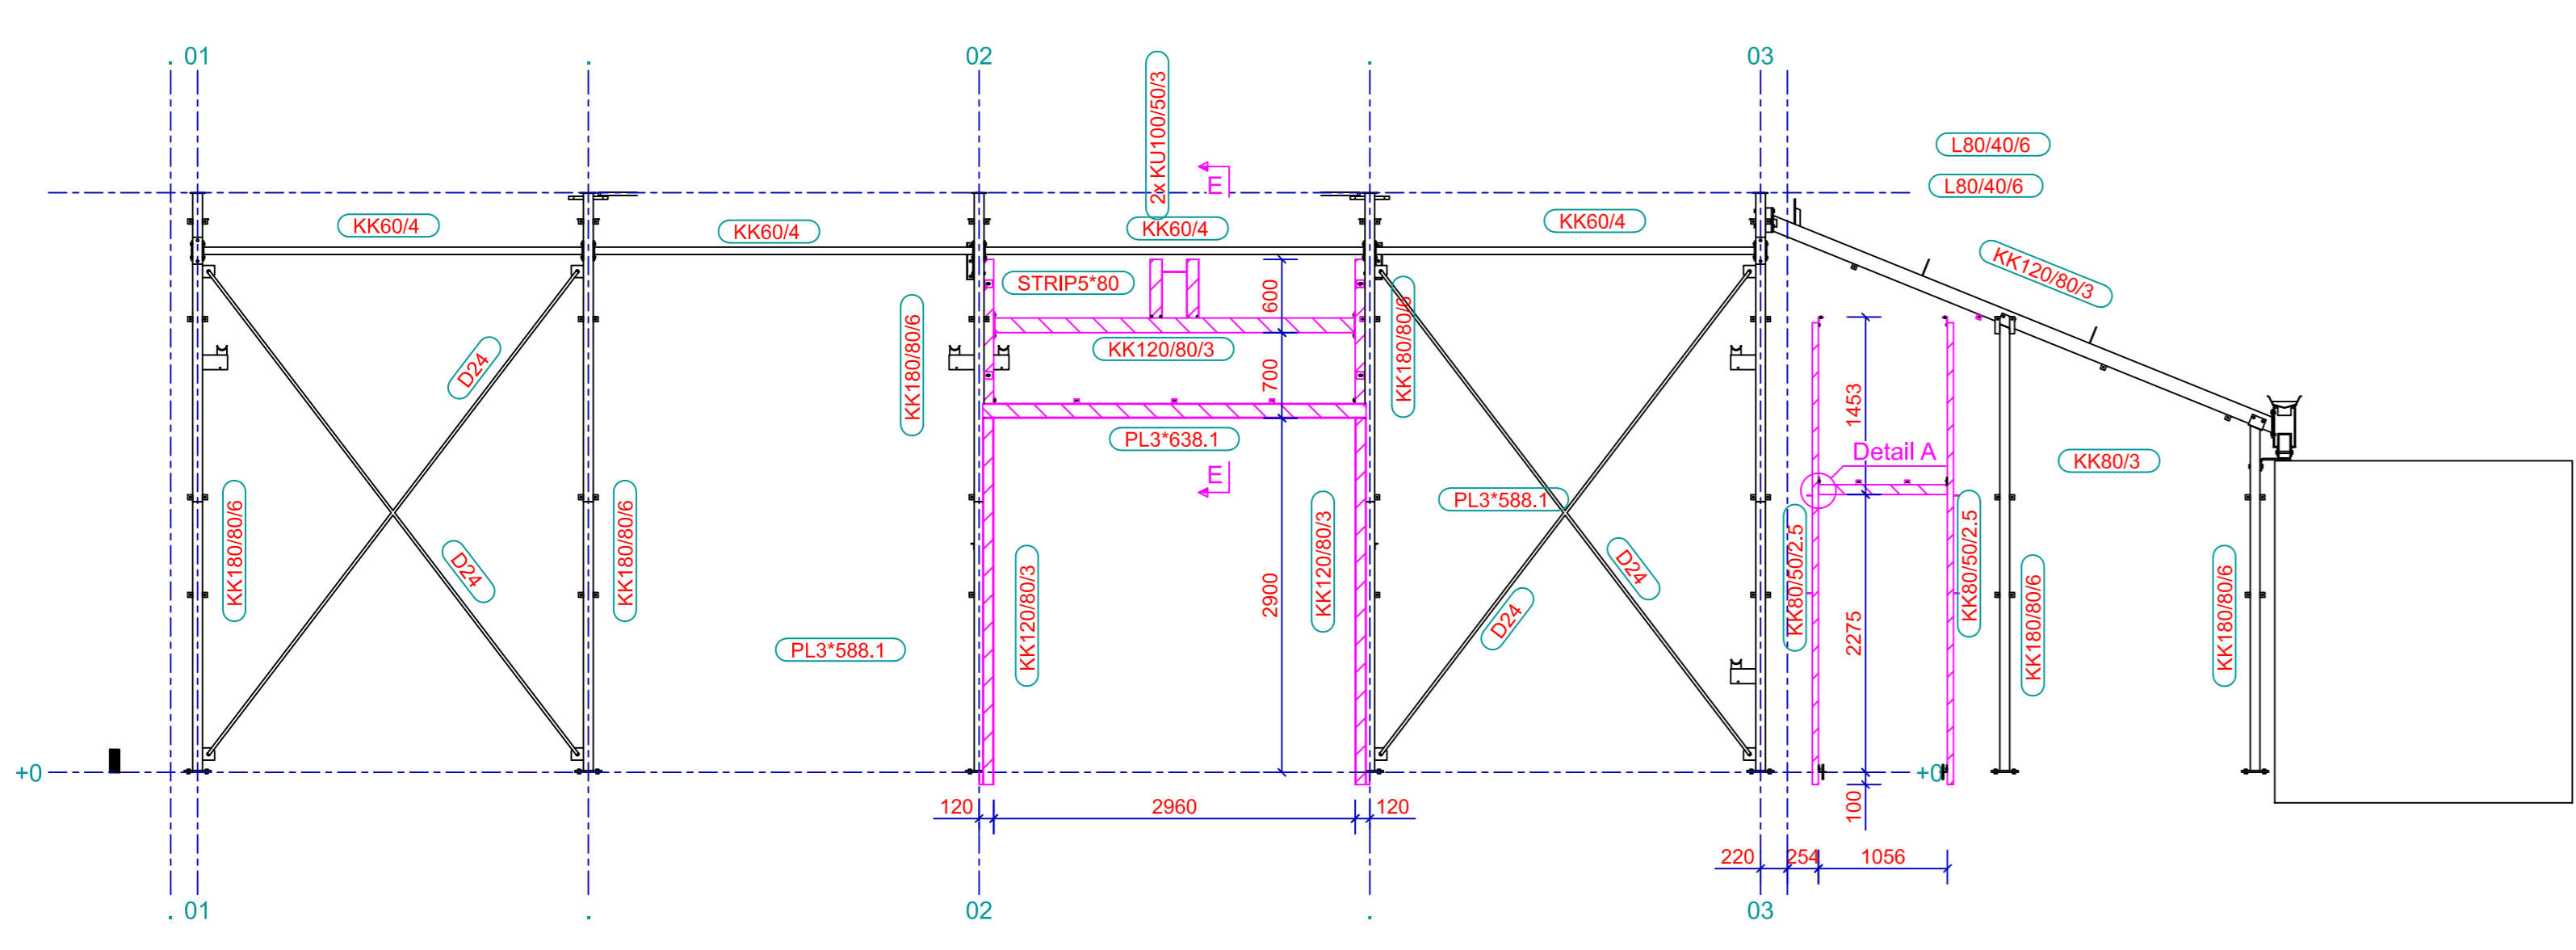 . 01
.
02
.
03
2x KU100/50/3
L80/40/6
E
L80/40/6
KK60/4
KK60/4
KK60/4
KK60/4
KK120/80/3
STRIP5*80
600
KK180/80/6
KK180/80/6
KK120/80/3
700
1453
D24
D24
PL3*638.1
Detail A
E
KK80/3
PL3*588.1
KK180/80/6
KK180/80/6
KK120/80/3
KK80/50/2.5
KK80/50/2.5
D24
D24
KK120/80/3
2900
2275
KK180/80/6
KK180/80/6
PL3*588.1
+0
+0
120
2960
120
100
220
254
1056
. 01
.
02
.
03